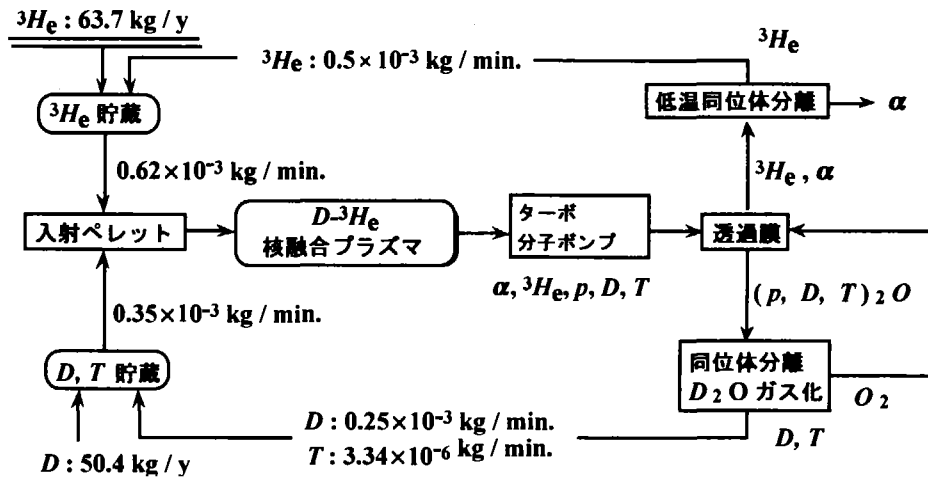 ³He : 63.7 kg / y
³He : 0.5 × 10⁻³ kg / min.
³He
³He 貯蔵
低温同位体分離
α
0.62×10⁻³ kg / min.
³He , α
入射ペレット
D-³He
核融合プラズマ
ターボ
分子ポンプ
透過膜
α, ³He, p, D, T
(p, D, T)₂O
0.35×10⁻³ kg / min.
D, T 貯蔵
同位体分離
D₂O ガス化
O₂
D : 0.25×10⁻³ kg / min.
T : 3.34×10⁻⁶ kg / min.
D, T
D : 50.4 kg / y